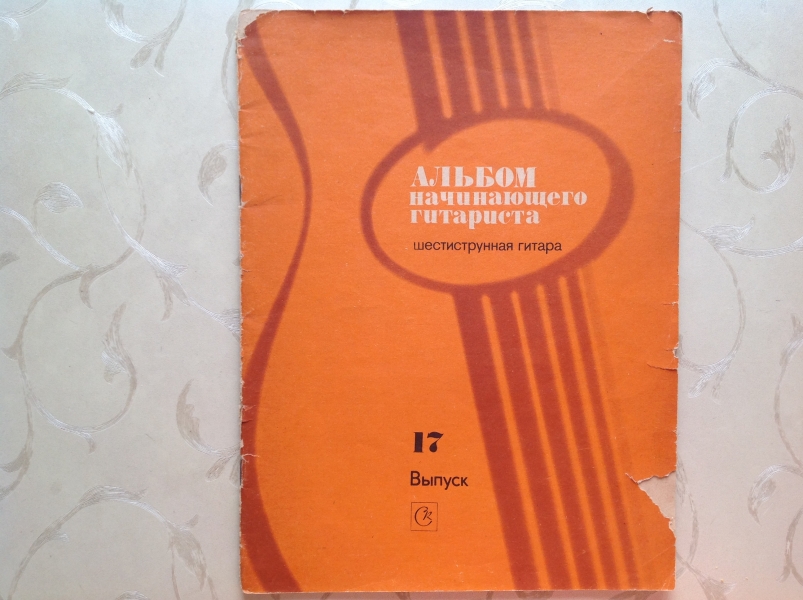 АЛЬБОМ
начинающего
гитариста
шестиструнная гитара
17
Выпуск